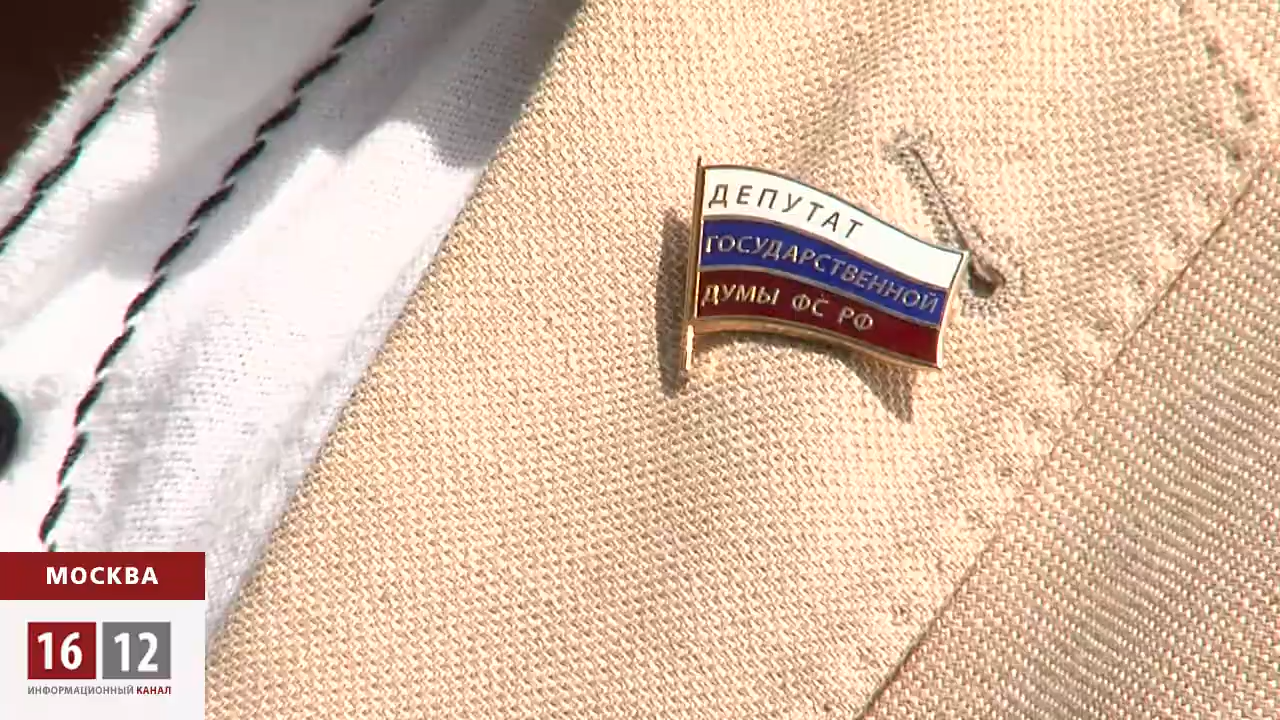 ДЕПУТАТ
ГОСУДАРСТВЕННОЙ
ДУМЫ ФС РФ
МОСКВА
16 12
ИНФОРМАЦИОННЫЙ КАНАЛ